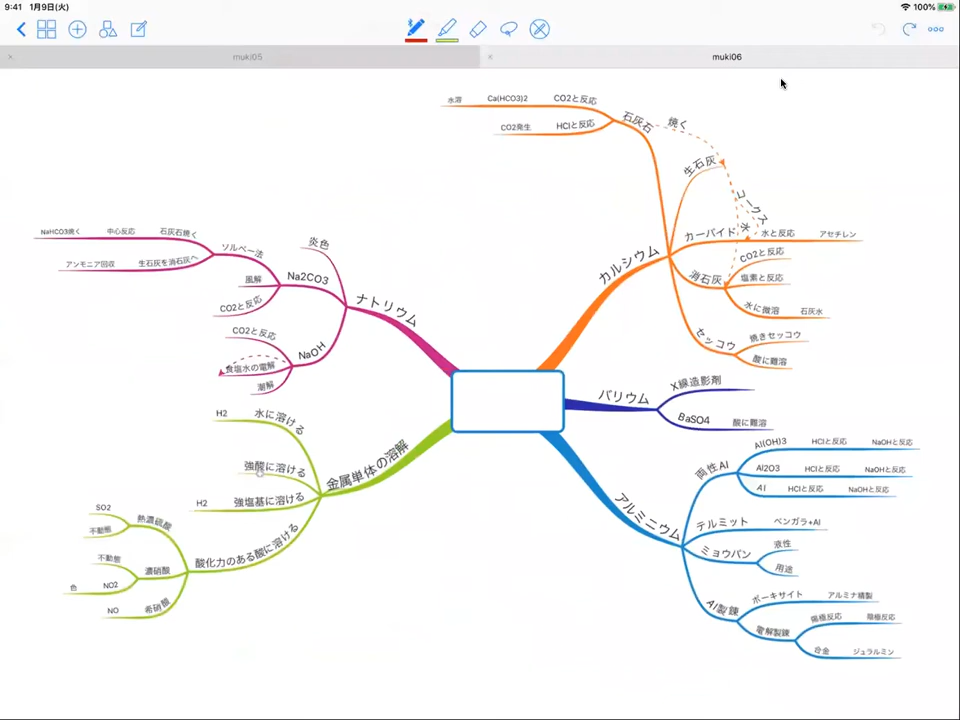 9:41 1月9日(火)
100%
muki05
muki06
カルシウム
石灰石
CO2と反応
Ca(HCO3)2
水溶
HClと反応
CO2発生
焼く
生石灰
コークス
水
カーバイド
水と反応
アセチレン
消石灰
CO2と反応
塩素と反応
水に微溶
石灰水
セッコウ
焼きセッコウ
酸に難溶
バリウム
X線造影剤
BaSO4
酸に難溶
アルミニウム
両性Al
Al(OH)3
HClと反応
NaOHと反応
Al2O3
HClと反応
NaOHと反応
Al
HClと反応
NaOHと反応
テルミット
ベンガラ+Al
ミョウバン
液性
用途
Al製錬
ボーキサイト
アルミナ精製
電解製錬
陽極反応
陰極反応
合金
ジュラルミン
ナトリウム
炎色
Na2CO3
ソルベー法
石灰石焼く
中心反応
NaHCO3焼く
生石灰を消石灰へ
アンモニア回収
風解
CO2と反応
NaOH
CO2と反応
食塩水の電解
潮解
金属単体の溶解
水に溶ける
H2
強酸に溶ける
強塩基に溶ける
H2
酸化力のある酸に溶ける
熱濃硫酸
SO2
不動態
濃硝酸
不動態
NO2
色
希硝酸
NO